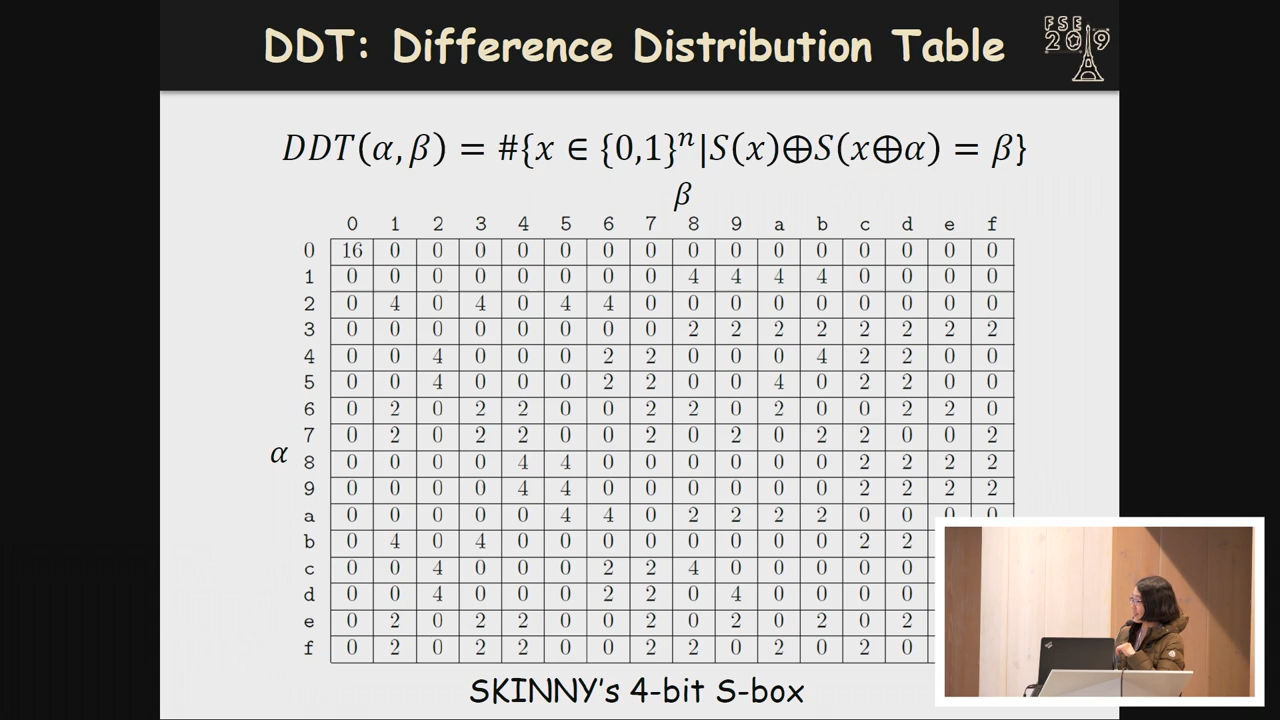 DDT: Difference Distribution Table
FSE
2019
DDT(α, β) = #{x ∈ {0,1}ⁿ|S(x)⊕S(x⊕α) = β}
β
0 1 2 3 4 5 6 7 8 9 a b c d e f
0 16 0 0 0 0 0 0 0 0 0 0 0 0 0 0 0
1 0 0 0 0 0 0 0 0 4 4 4 4 0 0 0 0
2 0 4 0 4 0 4 4 0 0 0 0 0 0 0 0 0
3 0 0 0 0 0 0 0 0 2 2 2 2 2 2 2 2
4 0 0 4 0 0 0 2 2 0 0 0 4 2 2 0 0
5 0 0 4 0 0 0 2 2 0 0 4 0 2 2 0 0
6 0 2 0 2 2 0 0 2 2 0 2 0 0 2 2 0
7 0 2 0 2 2 0 0 2 0 2 0 2 2 0 0 2
α
8 0 0 0 0 4 4 0 0 0 0 0 0 2 2 2 2
9 0 0 0 0 4 4 0 0 0 0 0 0 2 2 2 2
a 0 0 0 0 0 4 4 0 2 2 2 2 0 0 0 0
b 0 4 0 4 0 0 0 0 0 0 0 0 2 2
c 0 0 4 0 0 0 2 2 4 0 0 0 0 0
d 0 0 4 0 0 0 2 2 0 4 0 0 0 0
e 0 2 0 2 2 0 0 2 0 2 0 2 0 2
f 0 2 0 2 2 0 0 2 2 0 2 0 2 0
SKINNY's 4-bit S-box